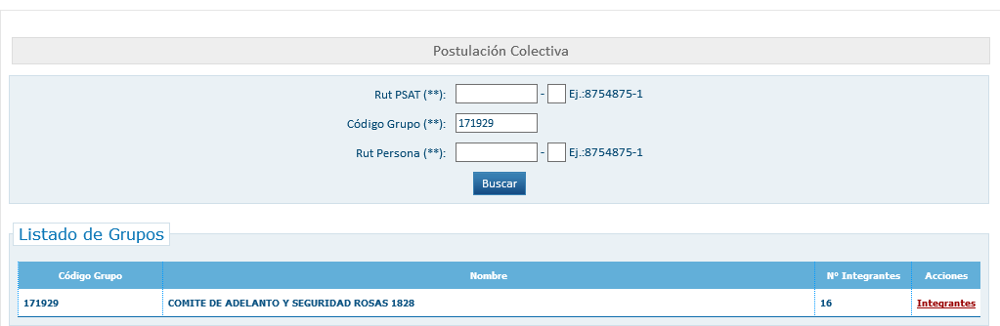 Postulación Colectiva
Rut PSAT (**): - Ej.:8754875-1
Código Grupo (**): 171929
Rut Persona (**): - Ej.:8754875-1
Buscar
Listado de Grupos
Código Grupo Nombre Nº Integrantes Acciones
171929 COMITE DE ADELANTO Y SEGURIDAD ROSAS 1828 16 Integrantes